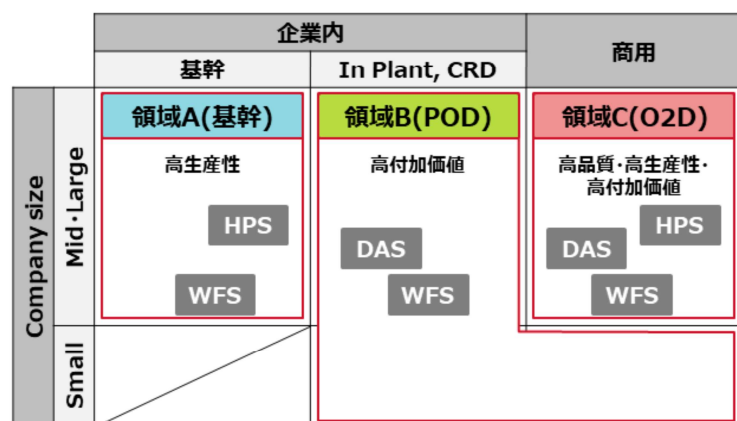 企業内
商用
基幹
In Plant, CRD
Company size
Mid・Large
領域A(基幹)
高生産性
HPS
WFS
領域B(POD)
高付加価値
DAS
WFS
領域C(O2D)
高品質・高生産性・
高付加価値
HPS
DAS
WFS
Small